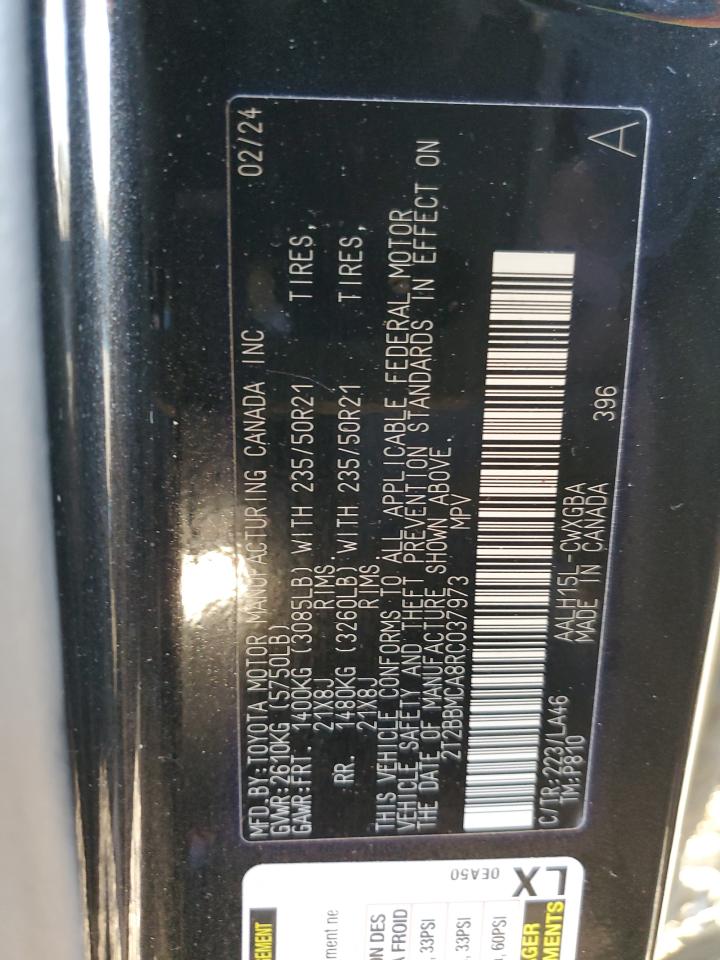 MFD.BY:TOYOTA MOTOR MANUFACTURING CANADA INC 02/24
GVWR:2610KG (5750LB)
GAWR:FRT. 1400KG (3085LB) WITH 235/50R21 TIRES,
21X8J RIMS.
RR. 1480KG (3260LB) WITH 235/50R21 TIRES,
21X8J RIMS
THIS VEHICLE CONFORMS TO ALL APPLICABLE FEDERAL MOTOR
VEHICLE SAFETY AND THEFT PREVENTION STANDARDS IN EFFECT ON
THE DATE OF MANUFACTURE SHOWN ABOVE.
2T2BBMCA8RC037973 MPV
C/TR:223/LA46 AALH15L-CWXGBA
TM:P810 MADE IN CANADA 396
A
LX
0EA50
ON DES
FROID
33PSI
33PSI
60PSI